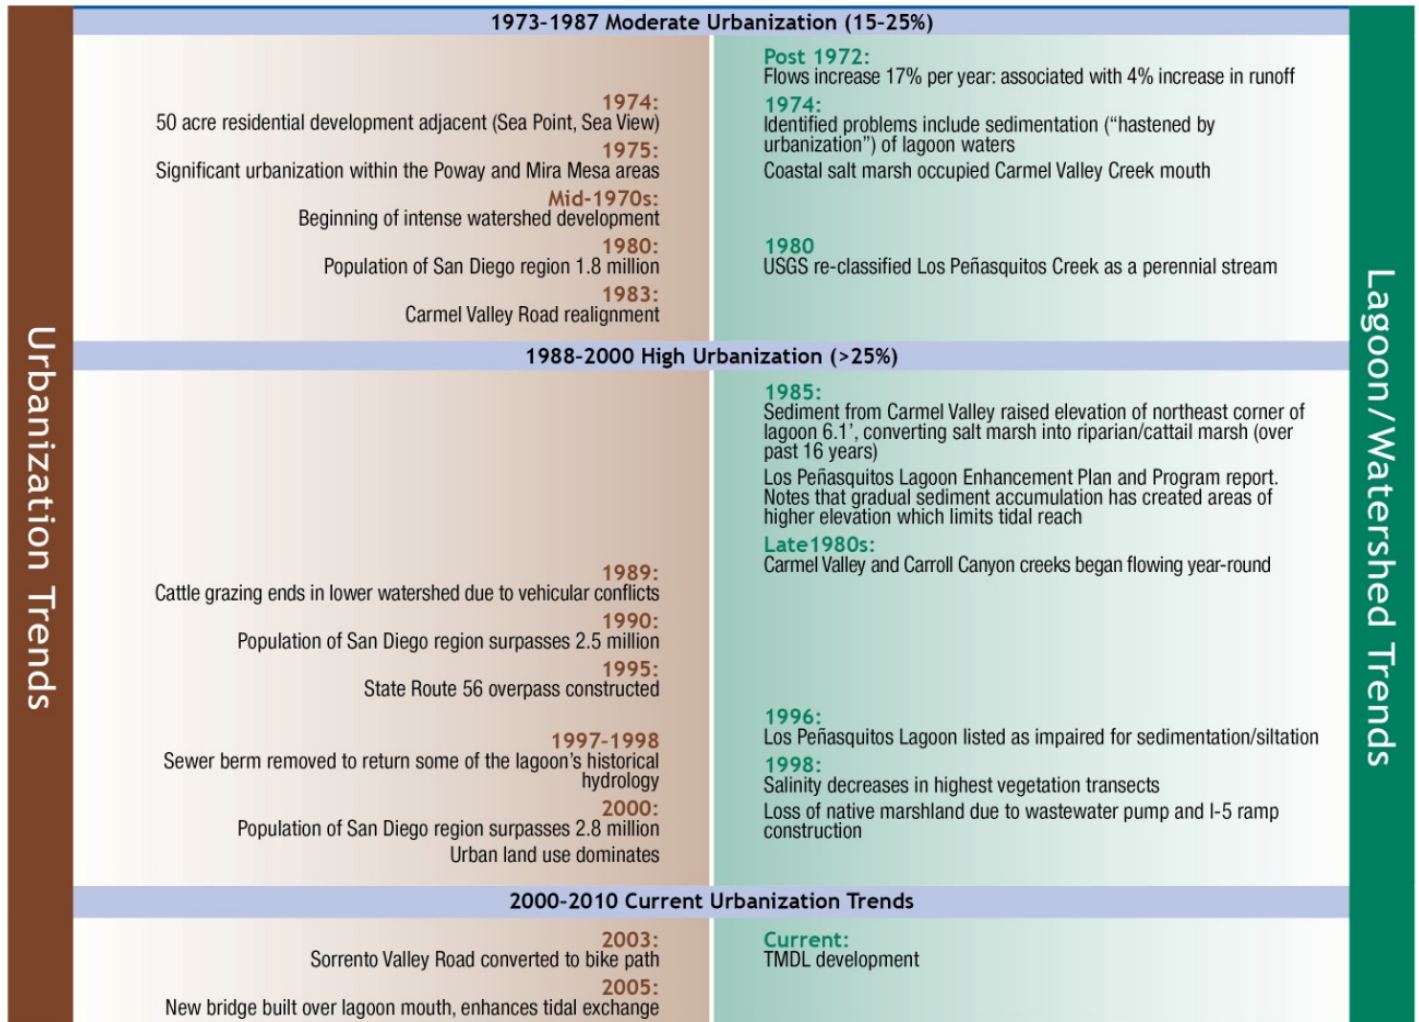 1973-1987 Moderate Urbanization (15-25%)
Urbanization Trends
1974:
50 acre residential development adjacent (Sea Point, Sea View)
1975:
Significant urbanization within the Poway and Mira Mesa areas
Mid-1970s:
Beginning of intense watershed development
1980:
Population of San Diego region 1.8 million
1983:
Carmel Valley Road realignment
Post 1972:
Flows increase 17% per year: associated with 4% increase in runoff
1974:
Identified problems include sedimentation (“hastened by
urbanization”) of lagoon waters
Coastal salt marsh occupied Carmel Valley Creek mouth
1980
USGS re-classified Los Peñasquitos Creek as a perennial stream
Lagoon/Watershed Trends
1988-2000 High Urbanization (>25%)
1989:
Cattle grazing ends in lower watershed due to vehicular conflicts
1990:
Population of San Diego region surpasses 2.5 million
1995:
State Route 56 overpass constructed
1997-1998
Sewer berm removed to return some of the lagoon’s historical
hydrology
2000:
Population of San Diego region surpasses 2.8 million
Urban land use dominates
1985:
Sediment from Carmel Valley raised elevation of northeast corner of
lagoon 6.1’, converting salt marsh into riparian/cattail marsh (over
past 16 years)
Los Peñasquitos Lagoon Enhancement Plan and Program report.
Notes that gradual sediment accumulation has created areas of
higher elevation which limits tidal reach
Late1980s:
Carmel Valley and Carroll Canyon creeks began flowing year-round
1996:
Los Peñasquitos Lagoon listed as impaired for sedimentation/siltation
1998:
Salinity decreases in highest vegetation transects
Loss of native marshland due to wastewater pump and I-5 ramp
construction
2000-2010 Current Urbanization Trends
2003:
Sorrento Valley Road converted to bike path
2005:
New bridge built over lagoon mouth, enhances tidal exchange
Current:
TMDL development